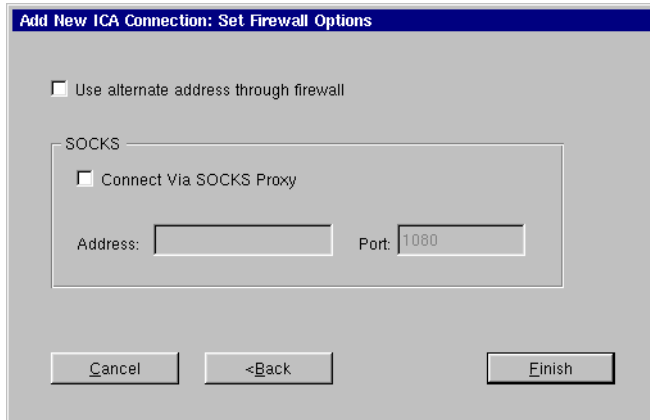 Add New ICA Connection: Set Firewall Options
Use alternate address through firewall
SOCKS
Connect Via SOCKS Proxy
Address: Port: 1080
Cancel <Back Finish